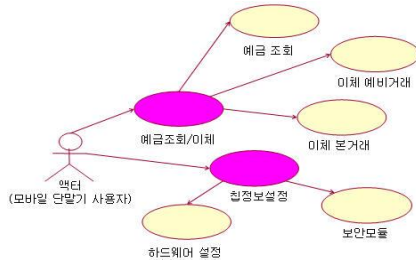 예금 조회
이체 예비거래
예금조회/이체
이체 본거래
액터
(모바일 단말기 사용자)
칩정보설정
하드웨어 설정
보안모듈